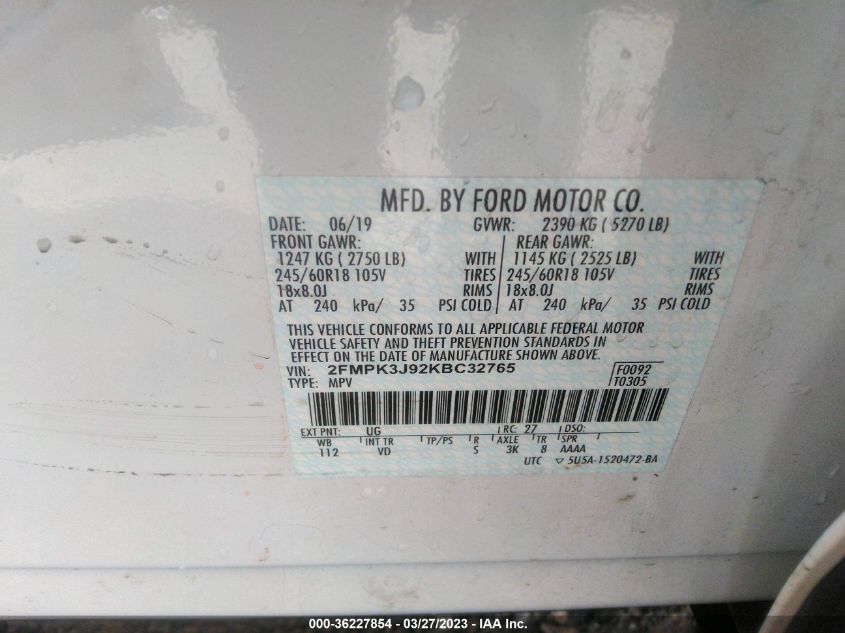 MFD. BY FORD MOTOR CO.
DATE: 06/19 GVWR: 2390 KG ( 5270 LB)
FRONT GAWR: REAR GAWR:
1247 KG ( 2750 LB) WITH 1145 KG ( 2525 LB) WITH
245/60R18 105V TIRES 245/60R18 105V TIRES
18x8.0J RIMS 18x8.0J RIMS
AT 240 kPa/ 35 PSI COLD AT 240 kPa/ 35 PSI COLD
THIS VEHICLE CONFORMS TO ALL APPLICABLE FEDERAL MOTOR
VEHICLE SAFETY AND THEFT PREVENTION STANDARDS IN
EFFECT ON THE DATE OF MANUFACTURE SHOWN ABOVE.
VIN: 2FMPK3J92KBC32765 F0092
TYPE: MPV T0305
EXT PNT: UG RC: 27 DSO:
WB INT TR TP/PS R AXLE TR SPR
112 VD S 3K 8 AAAA
UTC ▽ 5U5A-1520472-BA
000-36227854 — 03/27/2023 — IAA Inc.